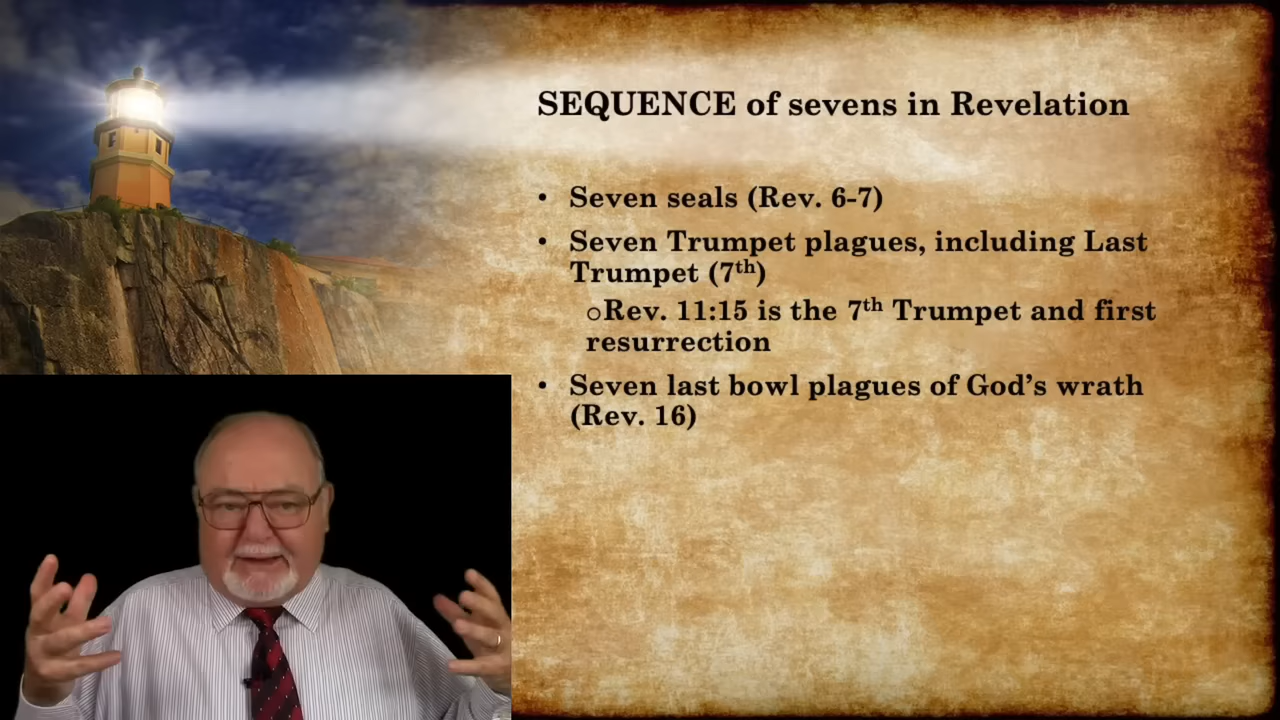 SEQUENCE of sevens in Revelation
• Seven seals (Rev. 6-7)
• Seven Trumpet plagues, including Last
Trumpet (7th)
oRev. 11:15 is the 7th Trumpet and first
resurrection
• Seven last bowl plagues of God’s wrath
(Rev. 16)